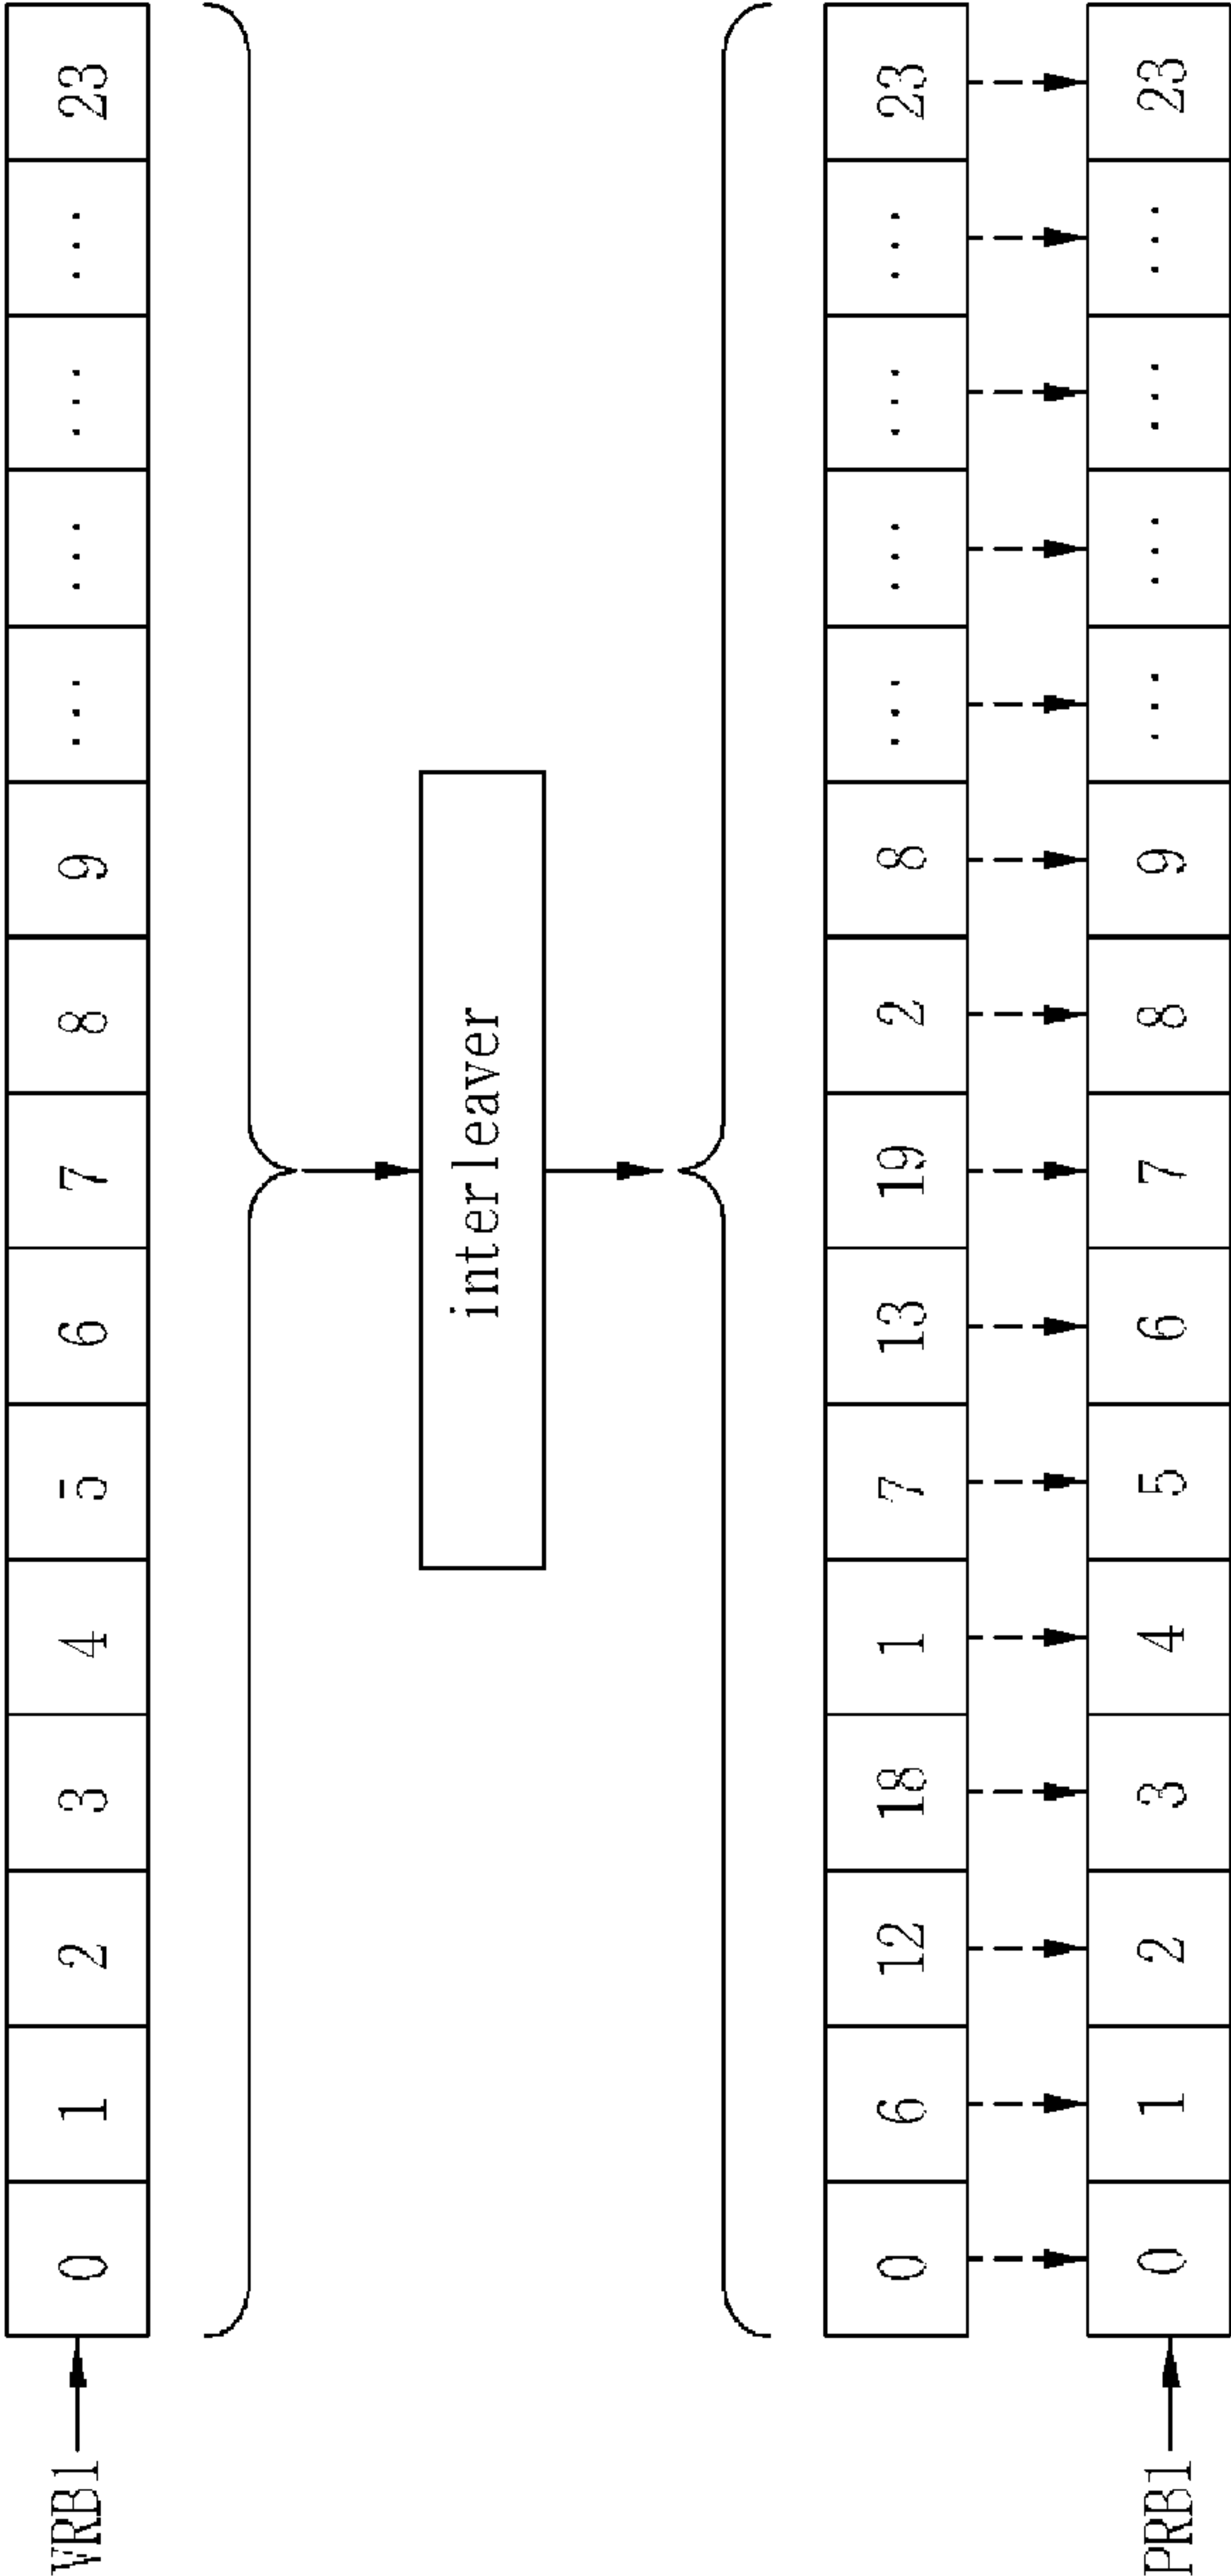 VRB1 0 1 2 3 4 5 6 7 8 9 ... ... ... ... 23
interleaver
0 6 12 18 1 7 13 19 2 8 ... ... ... ... 23
PRB1 0 1 2 3 4 5 6 7 8 9 ... ... ... ... 23